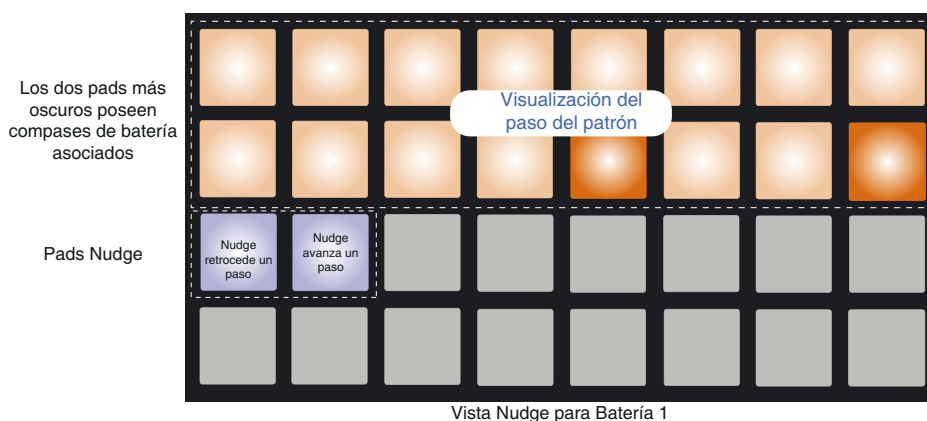 Los dos pads más
oscuros poseen
compases de batería
asociados
Visualización del
paso del patrón
Pads Nudge
Nudge
retrocede un
paso
Nudge
avanza un
paso
Vista Nudge para Batería 1